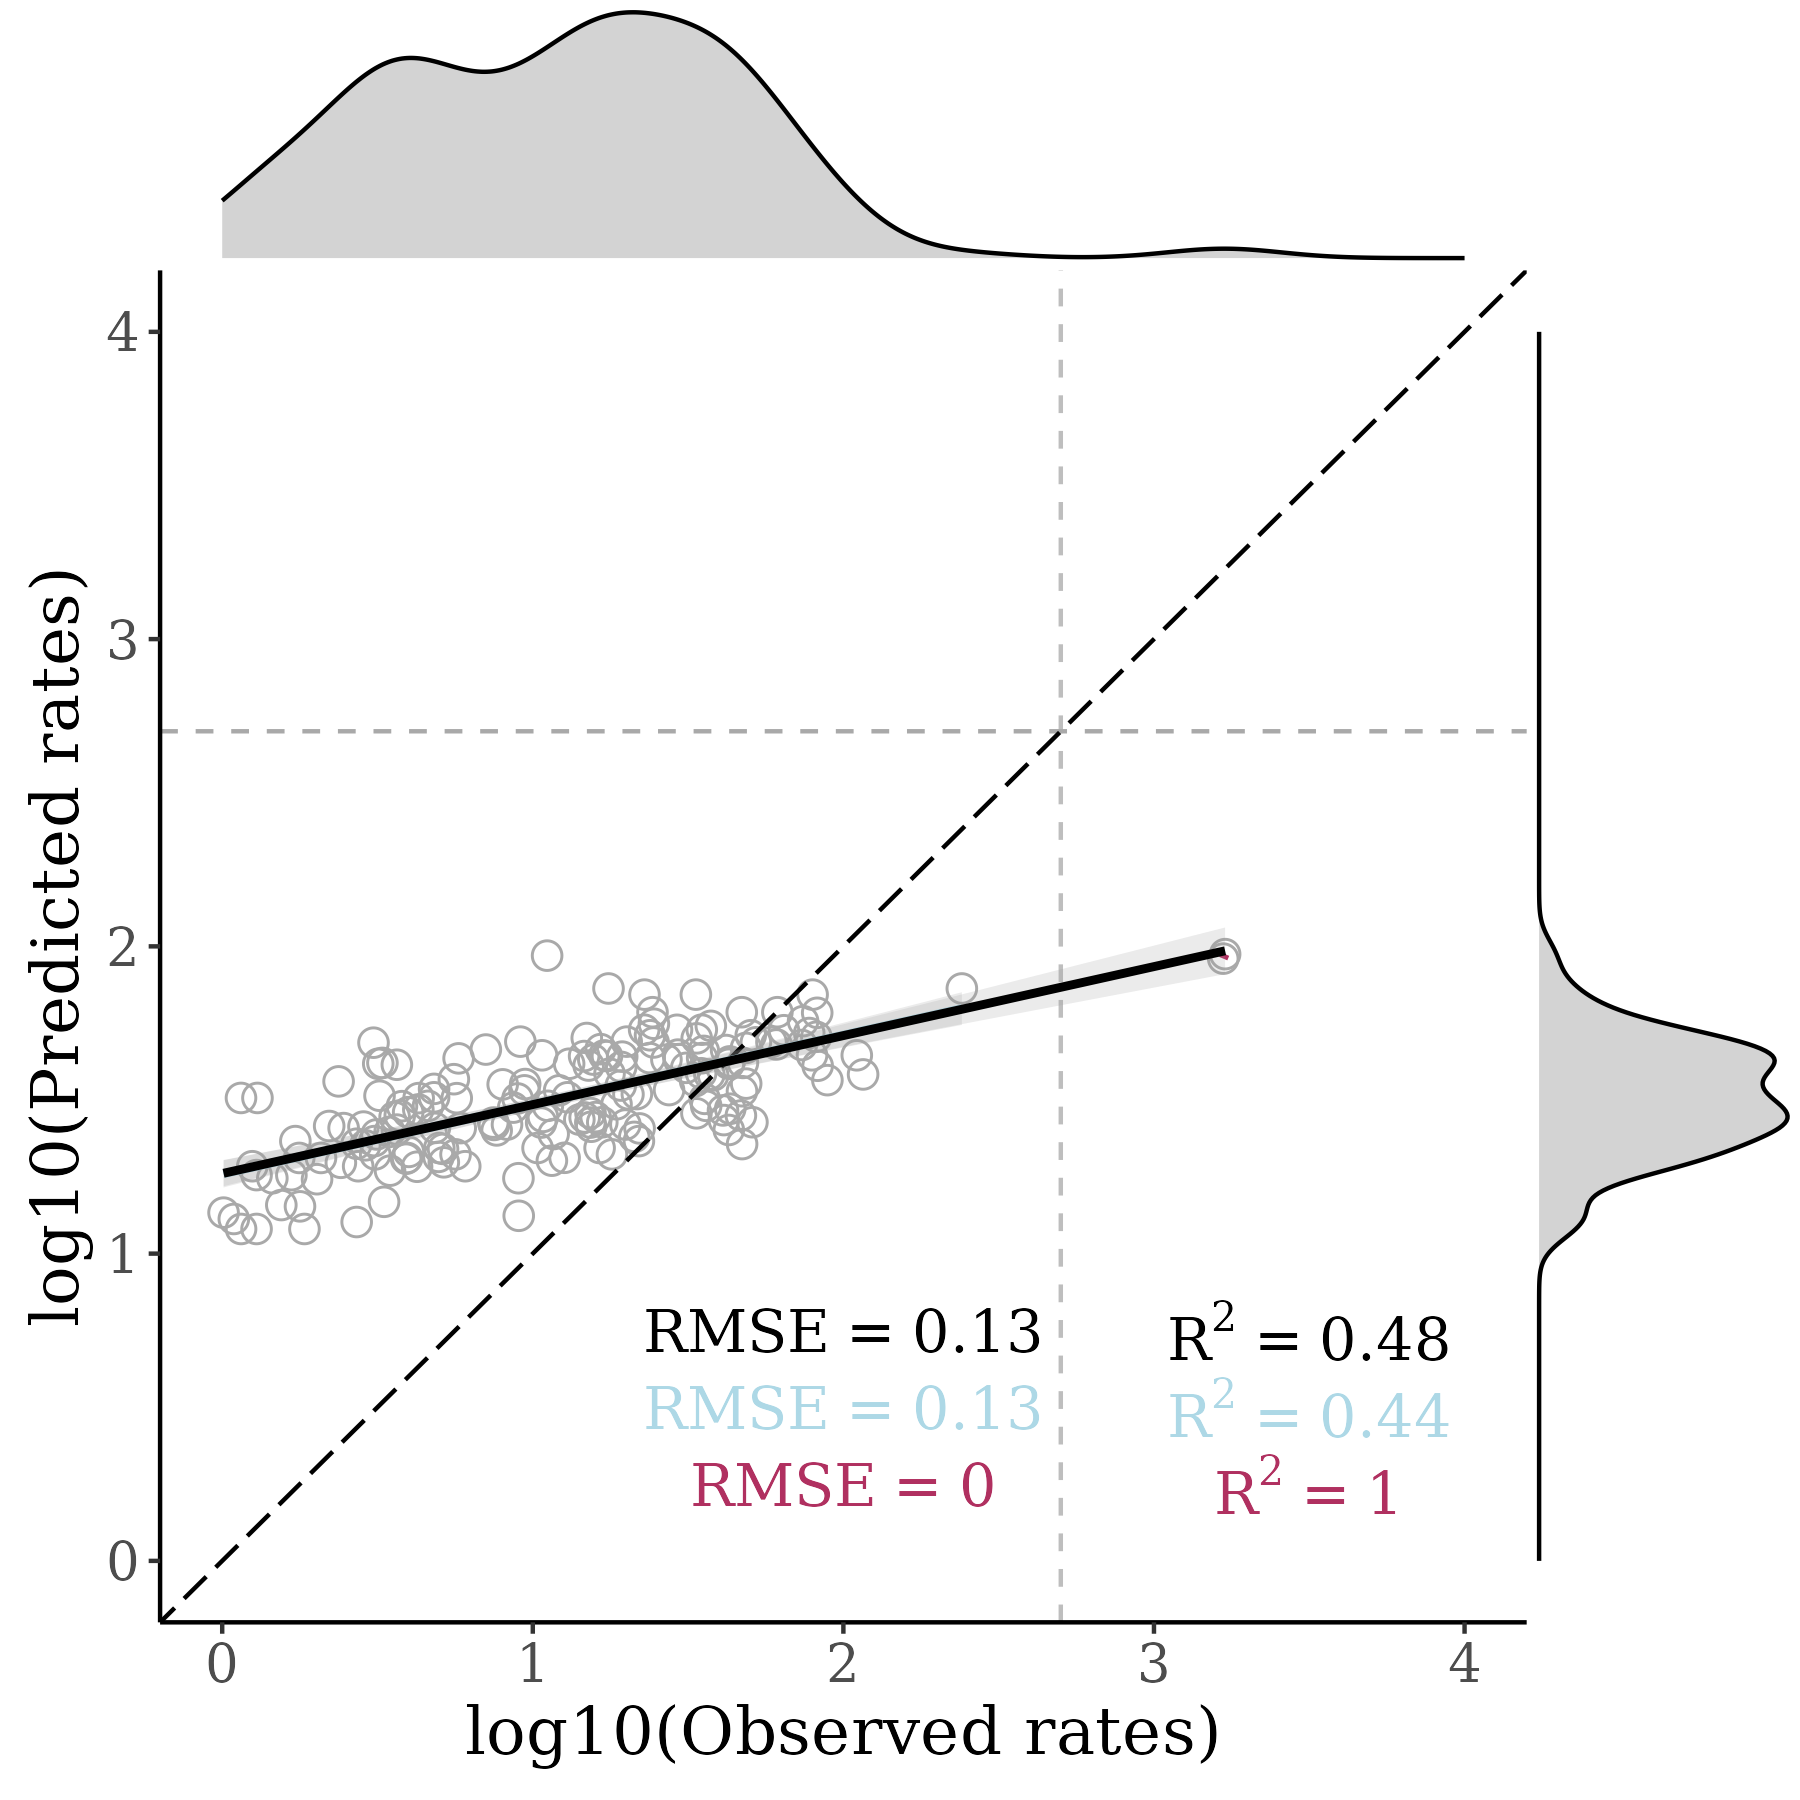 4
3
2
1
0
log10(Predicted rates)
RMSE = 0.13
R² = 0.48
RMSE = 0.13
R² = 0.44
RMSE = 0
R² = 1
0 1 2 3 4
log10(Observed rates)